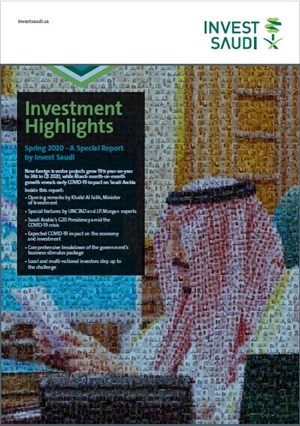 investsaudi.sa
INVEST
SAUDI
Investment
Highlights
Spring 2020 - A Special Report
by Invest Saudi
New foreign investor projects grew 19% year-on-year
to 348 in Q1 2020, while March month-on-month
growth reveals early COVID-19 impact on Saudi Arabia
Inside this report:
• Opening remarks by Khalid Al Falih, Minister
of Investment
• Special features by UNCTAD and J.P. Morgan experts
• Saudi Arabia's G20 Presidency amid the
COVID-19 crisis
• Expected COVID-19 impact on the economy
and investment
• Comprehensive breakdown of the government's
business stimulus package
• Local and multi-national investors step up to
the challenge